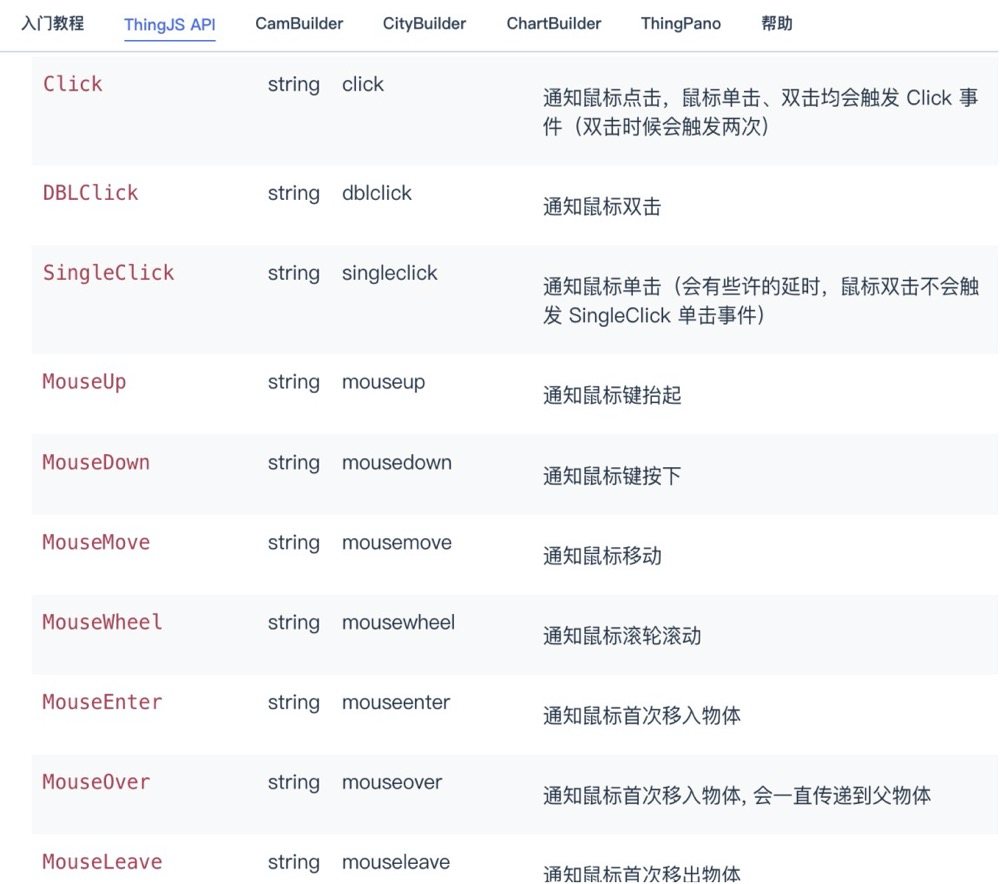 入门教程 ThingJS API CamBuilder CityBuilder ChartBuilder ThingPano 帮助
Click string click 通知鼠标点击，鼠标单击、双击均会触发 Click 事
件（双击时候会触发两次）
DBLClick string dblclick 通知鼠标双击
SingleClick string singleclick 通知鼠标单击（会有些许的延时，鼠标双击不会触
发 SingleClick 单击事件）
MouseUp string mouseup 通知鼠标键抬起
MouseDown string mousedown 通知鼠标键按下
MouseMove string mousemove 通知鼠标移动
MouseWheel string mousewheel 通知鼠标滚轮滚动
MouseEnter string mouseenter 通知鼠标首次移入物体
MouseOver string mouseover 通知鼠标首次移入物体, 会一直传递到父物体
MouseLeave string mouseleave 通知鼠标首次移出物体